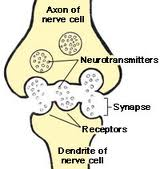 Axon of
nerve cell
Neurotransmitters
Synapse
Receptors
Dendrite of
nerve cell